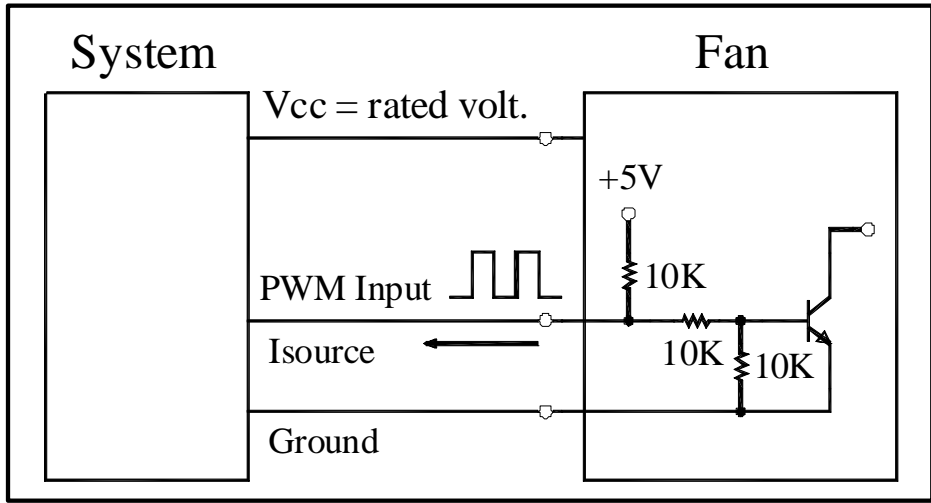 System
Fan
Vcc = rated volt.
+5V
10K
PWM Input
Isource
10K
10K
Ground